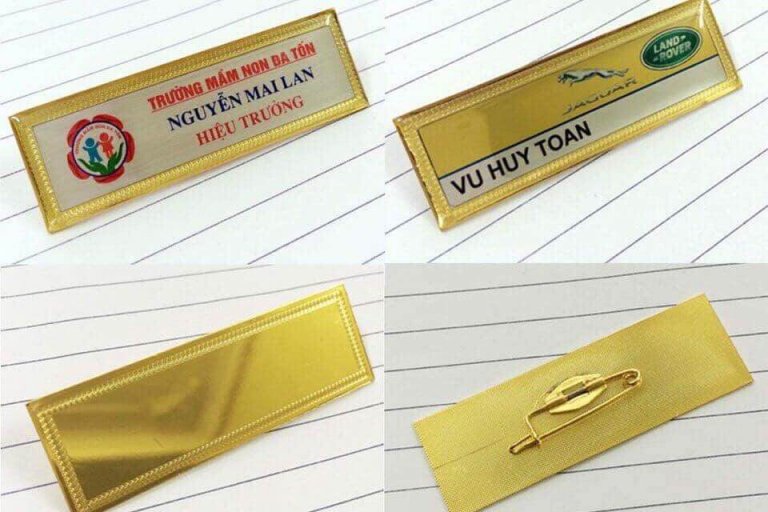 TRƯỜNG MẦM NON ĐA TỐN
NGUYỄN MAI LAN
HIỆU TRƯỞNG
LAND
ROVER
JAGUAR
VU HUY TOAN